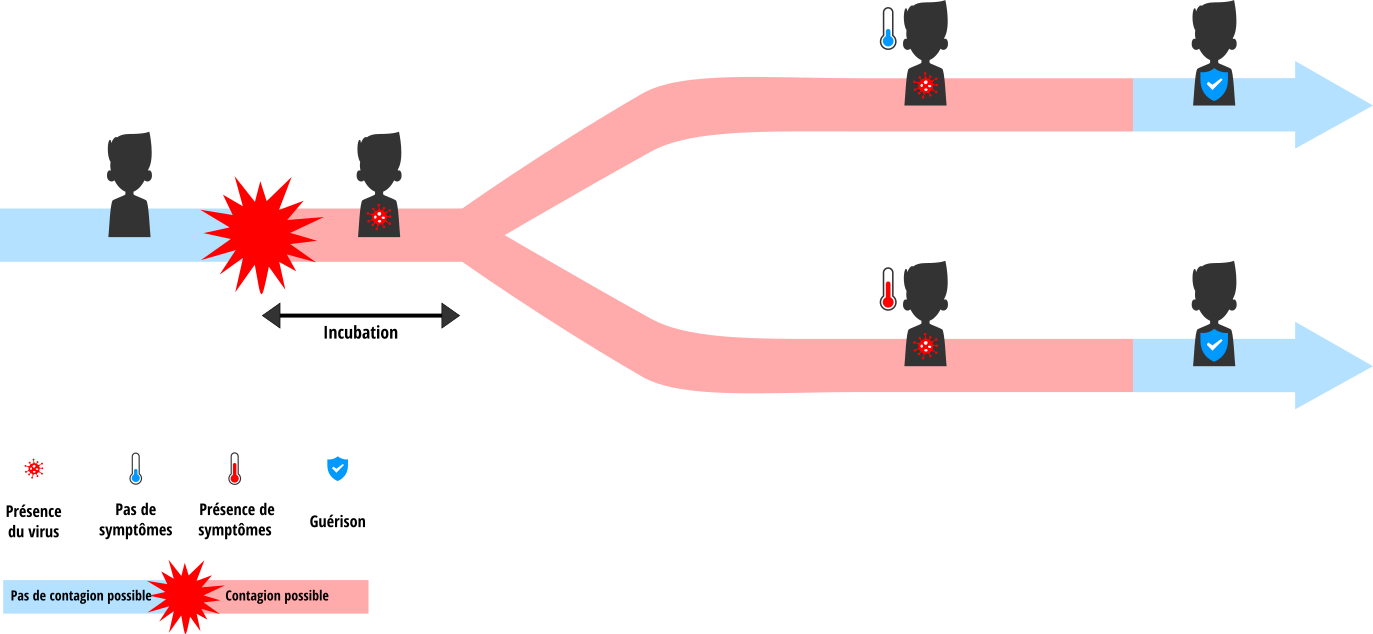 Incubation
Présence
du virus
Pas de
symptômes
Présence de
symptômes
Guérison
Pas de contagion possible
Contagion possible